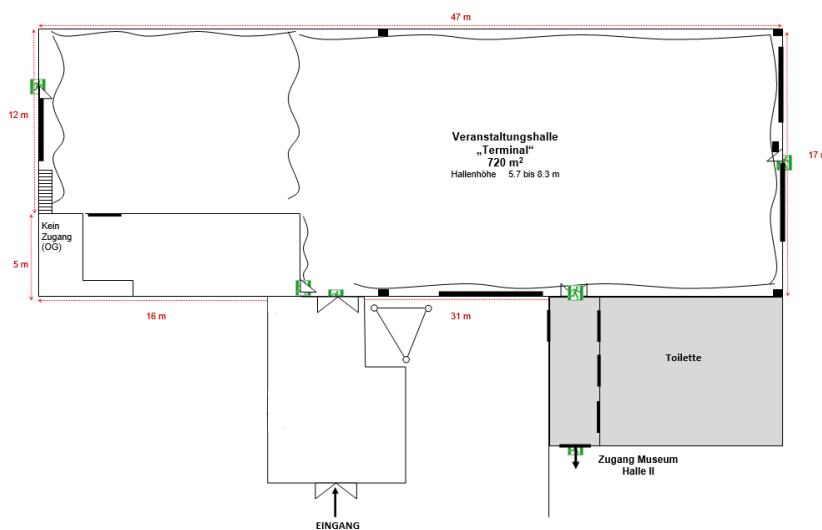 47 m
12 m
Veranstaltungshalle
„Terminal“
720 m²
Hallenhöhe 5.7 bis 8.3 m
17 m
Kein
Zugang
(OG)
5 m
16 m
31 m
Toilette
Zugang Museum
Halle II
EINGANG